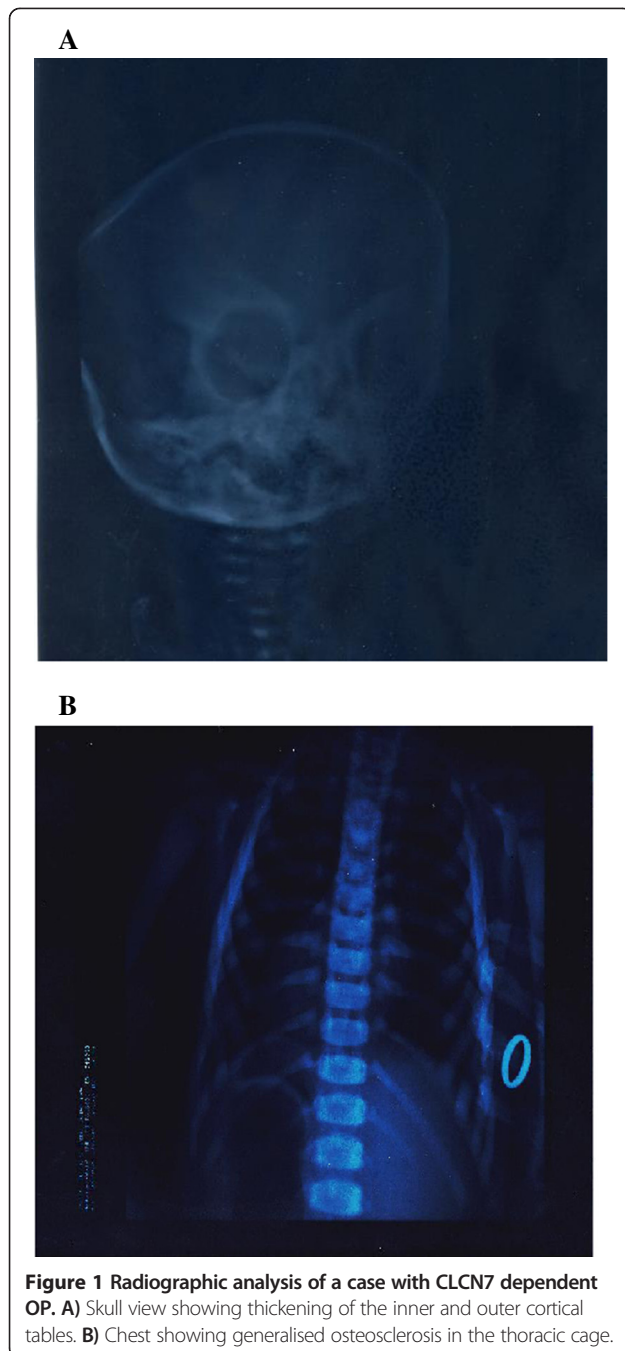 A
B
Figure 1 Radiographic analysis of a case with CLCN7 dependent
OP. A) Skull view showing thickening of the inner and outer cortical
tables. B) Chest showing generalised osteosclerosis in the thoracic cage.